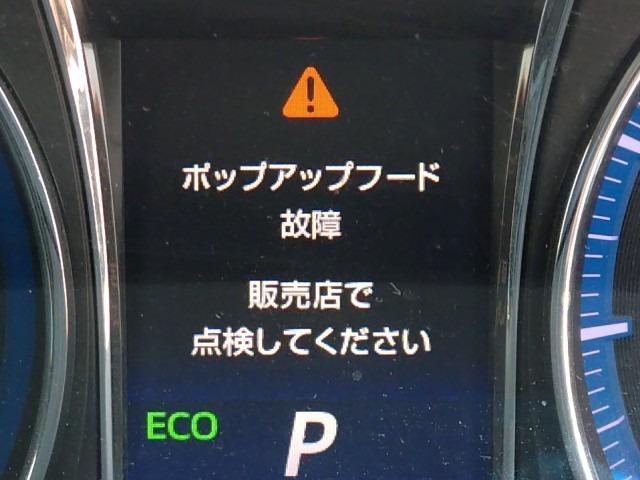 ポップアップフード
故障
販売店で
点検してください
ECO
P